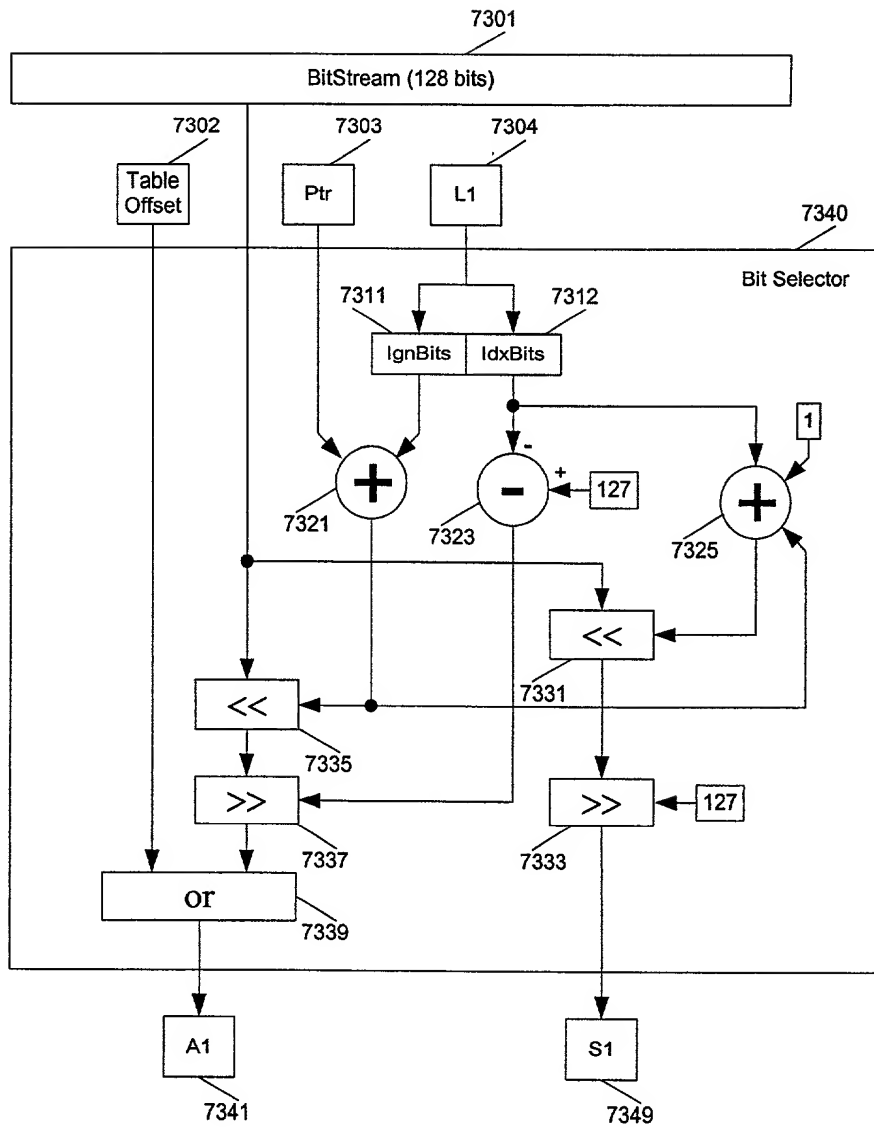 7301
BitStream (128 bits)
7302
7303
7304
Table
Offset
Ptr
L1
7340
Bit Selector
7311
7312
IgnBits
IdxBits
1
-
+
+
-
127
+
7321
7323
7325
<<
7331
<<
7335
>>
7337
>>
127
7333
or
7339
A1
S1
7341
7349